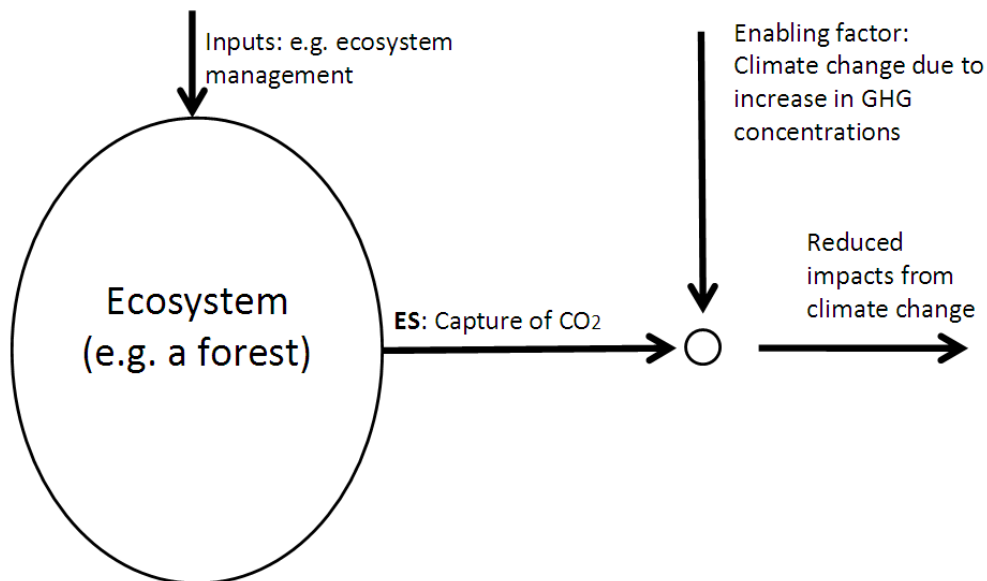 Inputs: e.g. ecosystem
management
Enabling factor:
Climate change due to
increase in GHG
concentrations
Reduced
impacts from
climate change
Ecosystem
(e.g. a forest)
ES: Capture of CO2